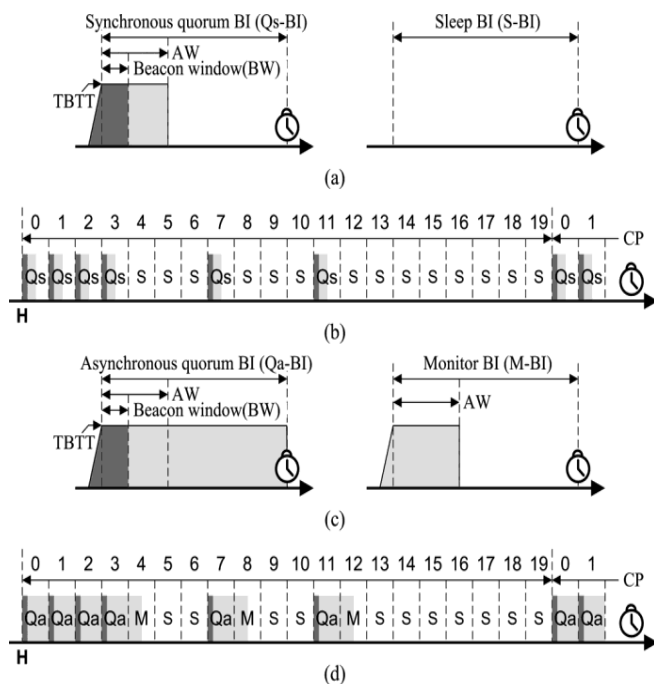 Synchronous quorum BI (Qs-BI) Sleep BI (S-BI)
AW
Beacon window(BW)
TBTT
(a)
0 1 2 3 4 5 6 7 8 9 10 11 12 13 14 15 16 17 18 19 0 1
CP
Qs Qs Qs Qs S S S Qs S S S Qs S S S S S S S S Qs Qs
H
(b)
Asynchronous quorum BI (Qa-BI) Monitor BI (M-BI)
AW AW
Beacon window(BW)
TBTT
(c)
0 1 2 3 4 5 6 7 8 9 10 11 12 13 14 15 16 17 18 19 0 1
CP
Qa Qa Qa Qa M S S Qa M S S Qa M S S S S S S S Qa Qa
H
(d)